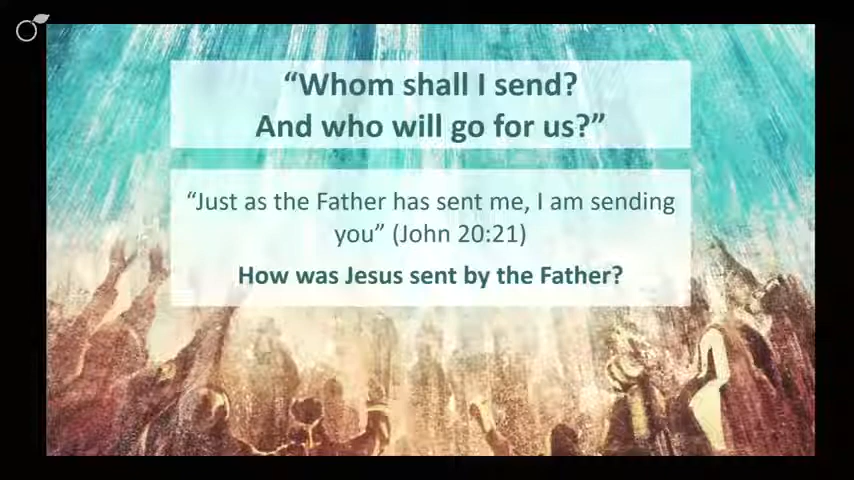 “Whom shall I send?
And who will go for us?”
“Just as the Father has sent me, I am sending
you” (John 20:21)
How was Jesus sent by the Father?